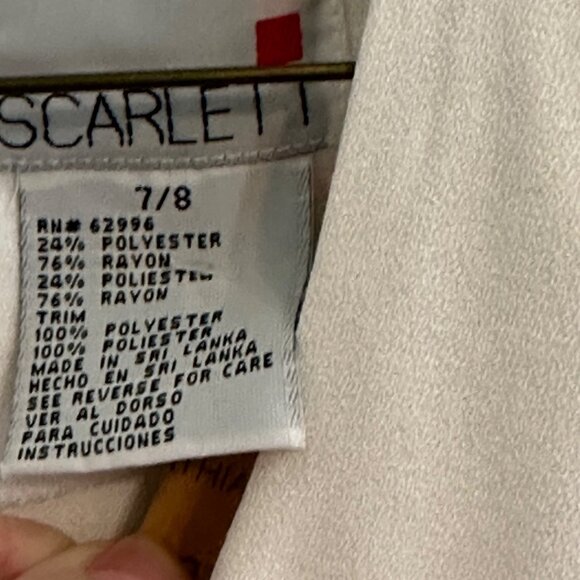 SCARLETT
7/8
RN# 62996
24% POLYESTER
76% RAYON
24% POLIESTER
76% RAYON
TRIM
100% POLYESTER
100% POLIESTER
MADE IN SRI LANKA
HECHO EN SRI LANKA
SEE REVERSE FOR CARE
VER AL DORSO
PARA CUIDADO
INSTRUCCIONES